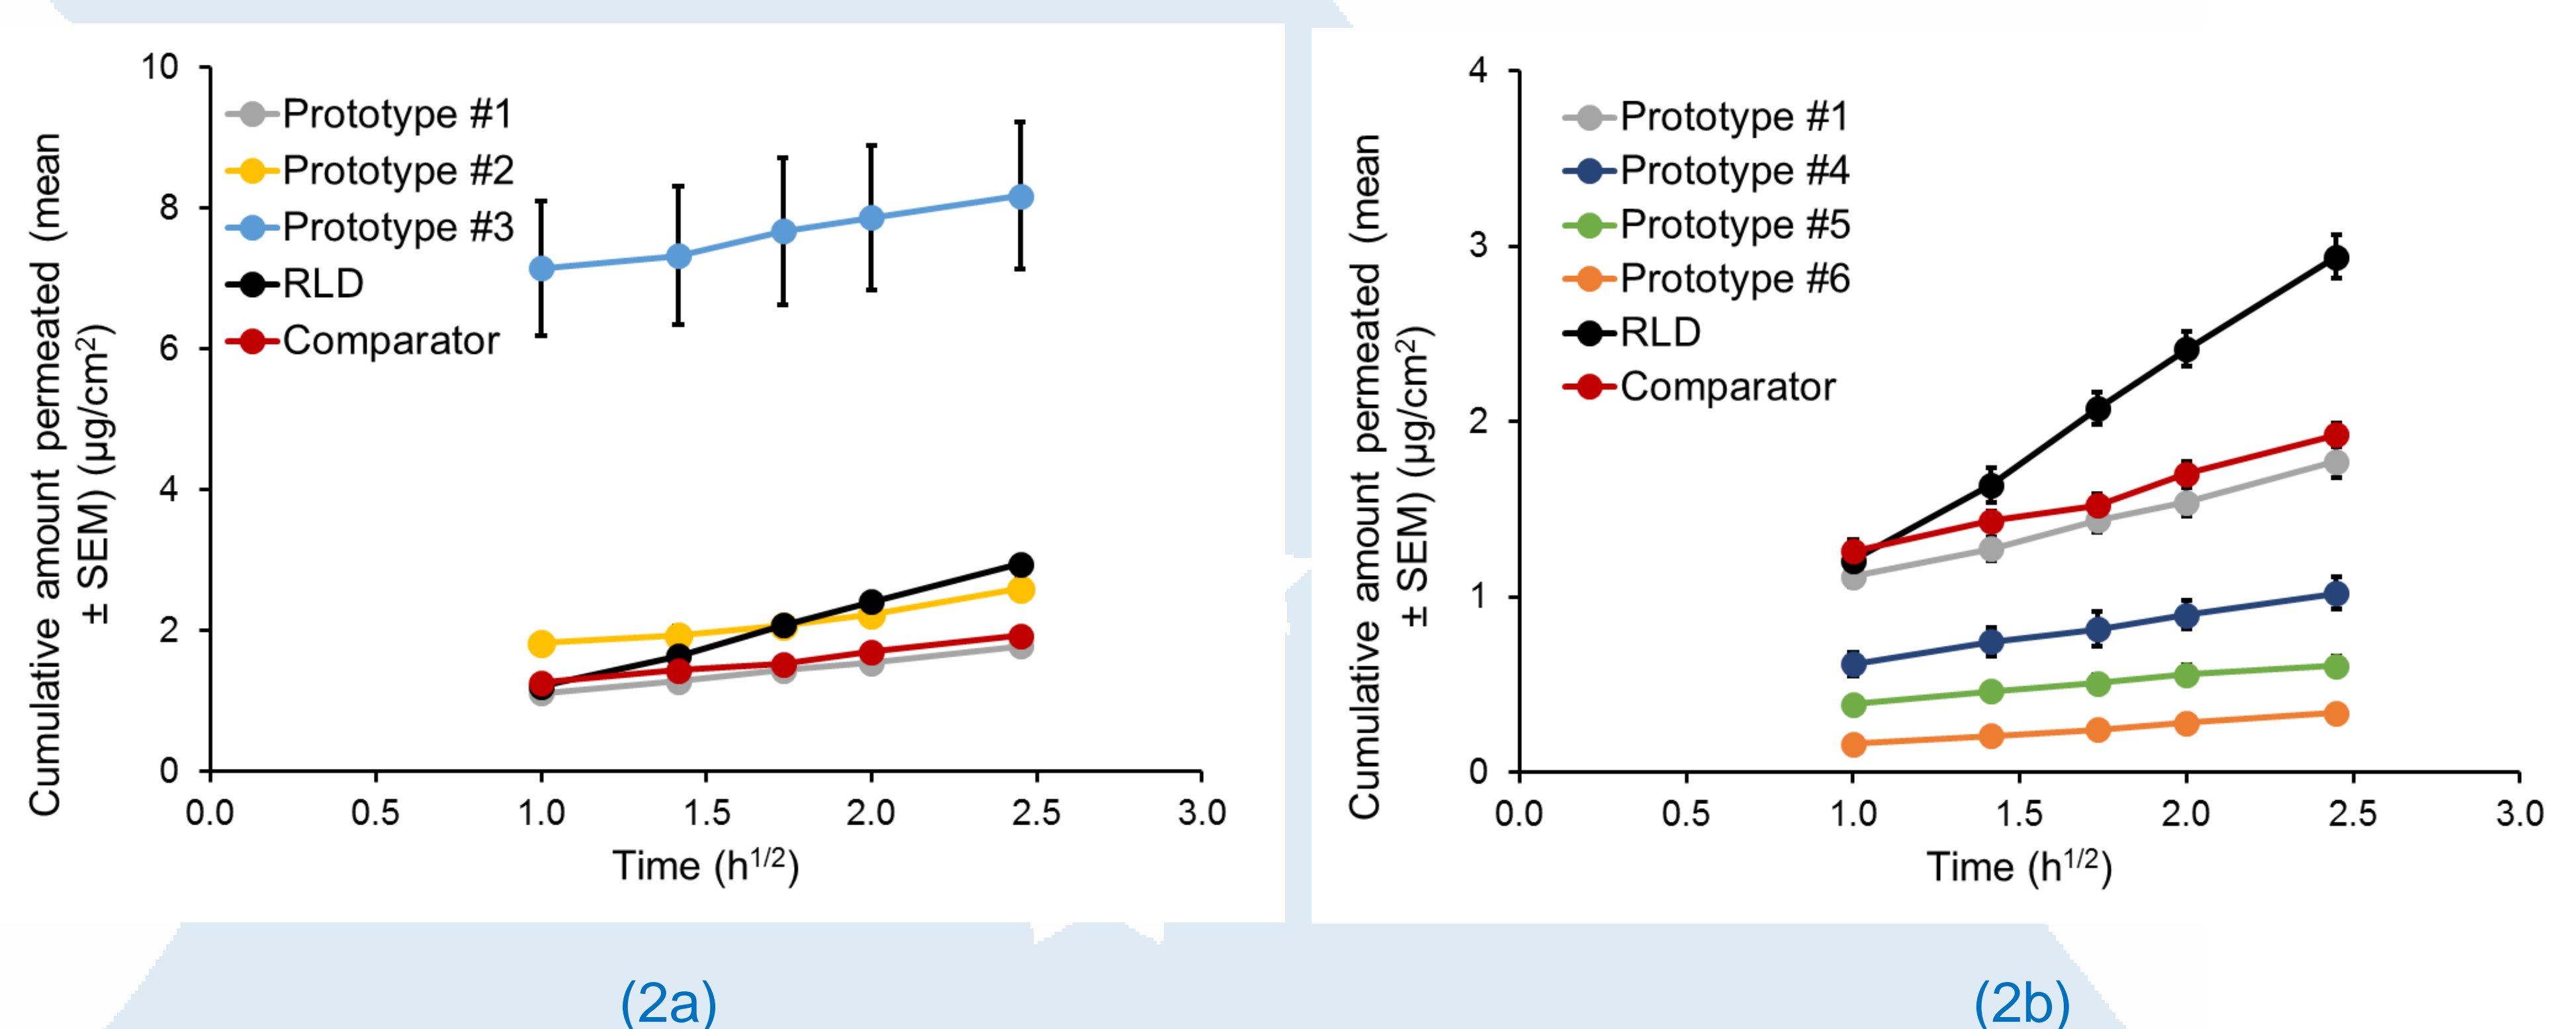 10
8
6
4
2
0
Cumulative amount permeated (mean
± SEM) (µg/cm²)
Prototype #1
Prototype #2
Prototype #3
RLD
Comparator
0.0 0.5 1.0 1.5 2.0 2.5 3.0
Time (h¹/²)
(2a)
4
3
2
1
0
Cumulative amount permeated (mean
± SEM) (µg/cm²)
Prototype #1
Prototype #4
Prototype #5
Prototype #6
RLD
Comparator
0.0 0.5 1.0 1.5 2.0 2.5 3.0
Time (h¹/²)
(2b)